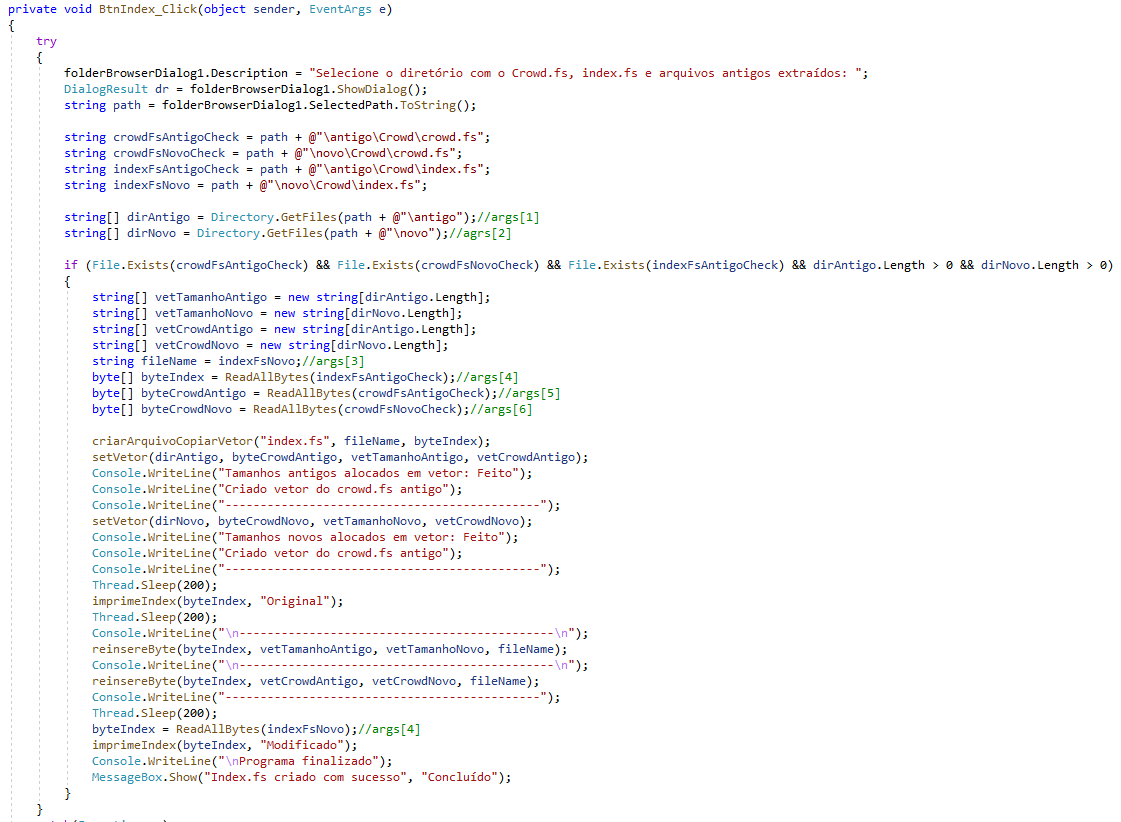 private void BtnIndex_Click(object sender, EventArgs e)
{
try
{
folderBrowserDialog1.Description = "Selecione o diretório com o Crowd.fs, index.fs e arquivos antigos extraídos: ";
DialogResult dr = folderBrowserDialog1.ShowDialog();
string path = folderBrowserDialog1.SelectedPath.ToString();
string crowdFsAntigoCheck = path + @"\antigo\Crowd\crowd.fs";
string crowdFsNovoCheck = path + @"\novo\Crowd\crowd.fs";
string indexFsAntigoCheck = path + @"\antigo\Crowd\index.fs";
string indexFsNovo = path + @"\novo\Crowd\index.fs";
string[] dirAntigo = Directory.GetFiles(path + @"\antigo");//args[1]
string[] dirNovo = Directory.GetFiles(path + @"\novo");//agrs[2]
if (File.Exists(crowdFsAntigoCheck) && File.Exists(crowdFsNovoCheck) && File.Exists(indexFsAntigoCheck) && dirAntigo.Length > 0 && dirNovo.Length > 0)
{
string[] vetTamanhoAntigo = new string[dirAntigo.Length];
string[] vetTamanhoNovo = new string[dirNovo.Length];
string[] vetCrowdAntigo = new string[dirAntigo.Length];
string[] vetCrowdNovo = new string[dirNovo.Length];
string fileName = indexFsNovo;//args[3]
byte[] byteIndex = ReadAllBytes(indexFsAntigoCheck);//args[4]
byte[] byteCrowdAntigo = ReadAllBytes(crowdFsAntigoCheck);//args[5]
byte[] byteCrowdNovo = ReadAllBytes(crowdFsNovoCheck);//args[6]
criarArquivoCopiarVetor("index.fs", fileName, byteIndex);
setVetor(dirAntigo, byteCrowdAntigo, vetTamanhoAntigo, vetCrowdAntigo);
Console.WriteLine("Tamanhos antigos alocados em vetor: Feito");
Console.WriteLine("Criado vetor do crowd.fs antigo");
Console.WriteLine("---------------------------------------------");
setVetor(dirNovo, byteCrowdNovo, vetTamanhoNovo, vetCrowdNovo);
Console.WriteLine("Tamanhos novos alocados em vetor: Feito");
Console.WriteLine("Criado vetor do crowd.fs antigo");
Console.WriteLine("---------------------------------------------");
Thread.Sleep(200);
imprimeIndex(byteIndex, "Original");
Thread.Sleep(200);
Console.WriteLine("\n---------------------------------------------\n");
reinsereByte(byteIndex, vetTamanhoAntigo, vetTamanhoNovo, fileName);
Console.WriteLine("\n---------------------------------------------\n");
reinsereByte(byteIndex, vetCrowdAntigo, vetCrowdNovo, fileName);
Console.WriteLine("---------------------------------------------");
Thread.Sleep(200);
byteIndex = ReadAllBytes(indexFsNovo);//args[4]
imprimeIndex(byteIndex, "Modificado");
Console.WriteLine("\nPrograma finalizado");
MessageBox.Show("Index.fs criado com sucesso", "Concluído");
}
}